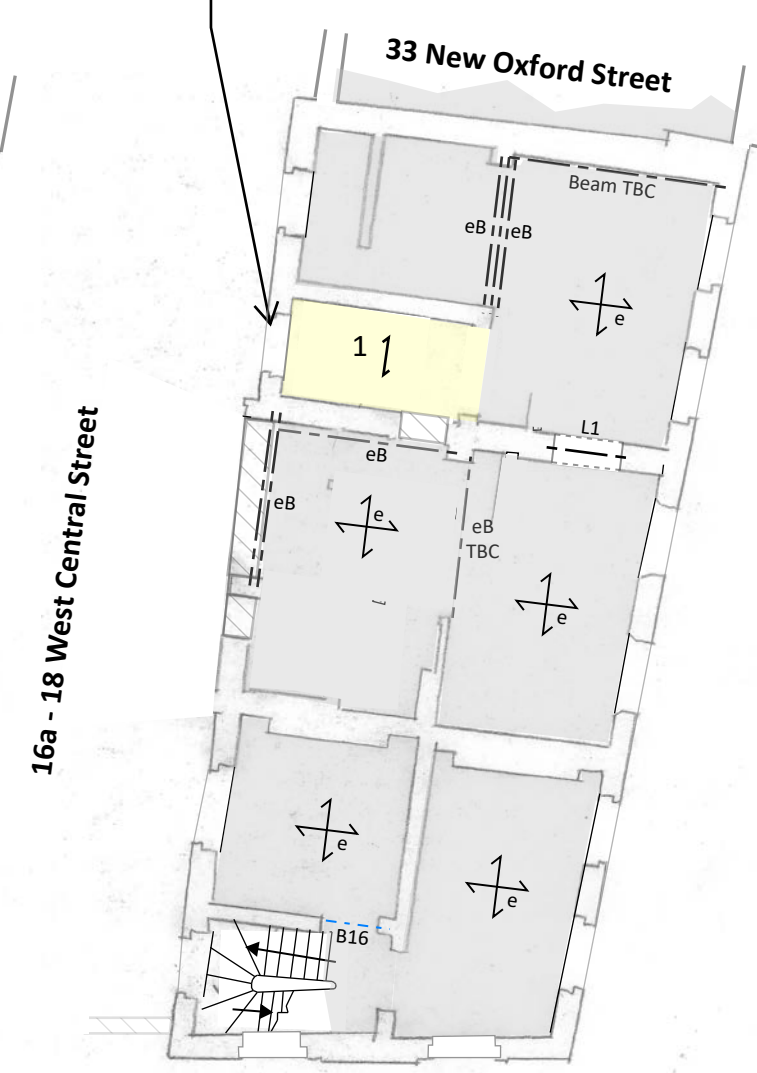 33 New Oxford Street
Beam TBC
eB
eB
e
1
L1
eB
e
eB
eB
TBC
e
16a - 18 West Central Street
e
e
B16